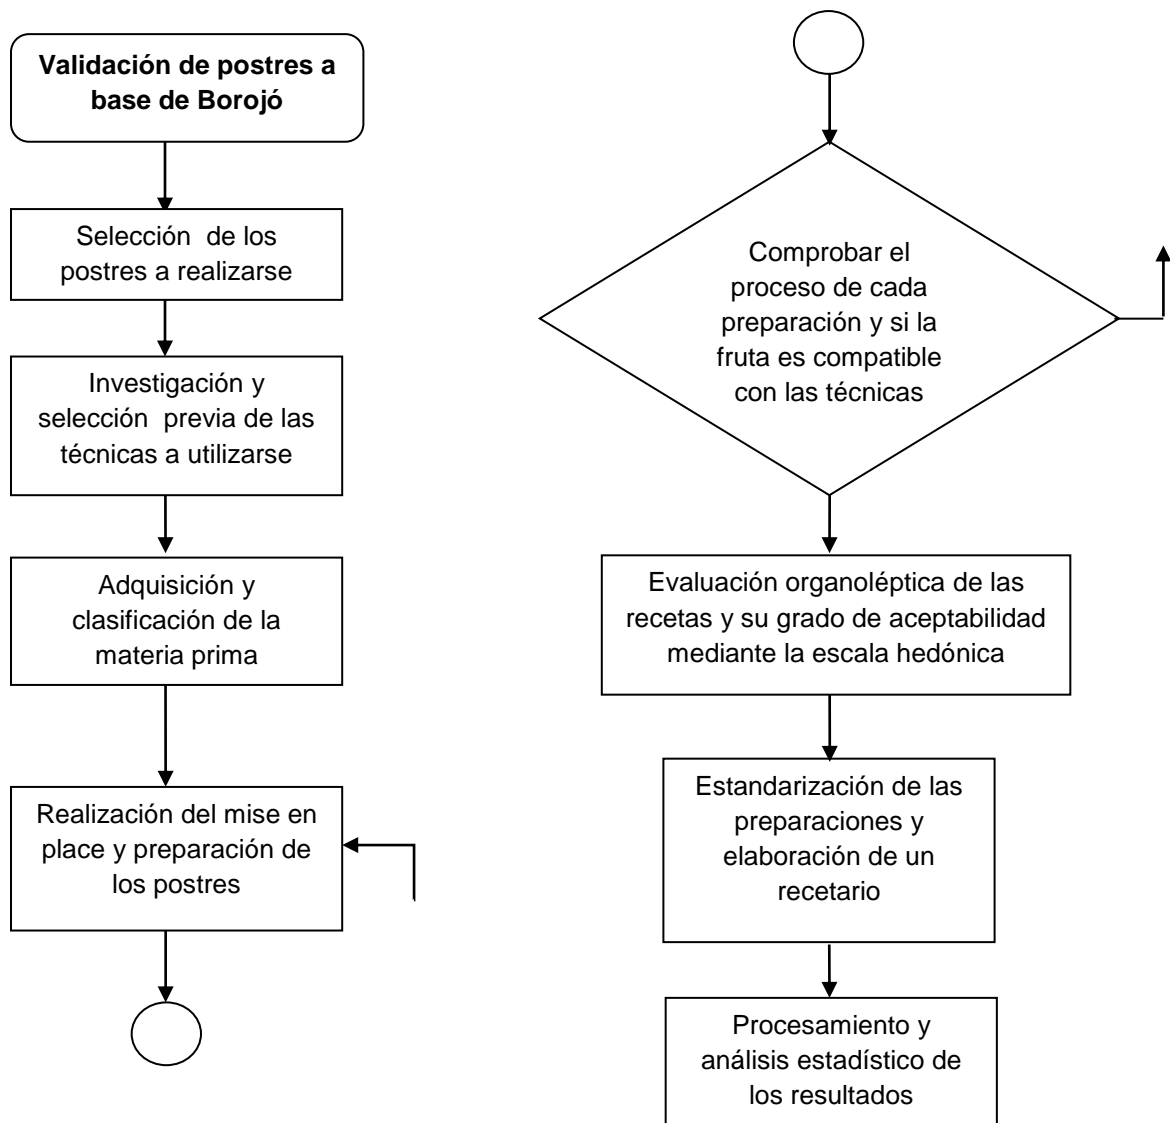 Validación de postres a
base de Borojó
Selección de los
postres a realizarse
Investigación y
selección previa de las
técnicas a utilizarse
Adquisición y
clasificación de la
materia prima
Realización del mise en
place y preparación de
los postres
Comprobar el
proceso de cada
preparación y si la
fruta es compatible
con las técnicas
Evaluación organoléptica de las
recetas y su grado de aceptabilidad
mediante la escala hedónica
Estandarización de las
preparaciones y
elaboración de un
recetario
Procesamiento y
análisis estadístico de
los resultados